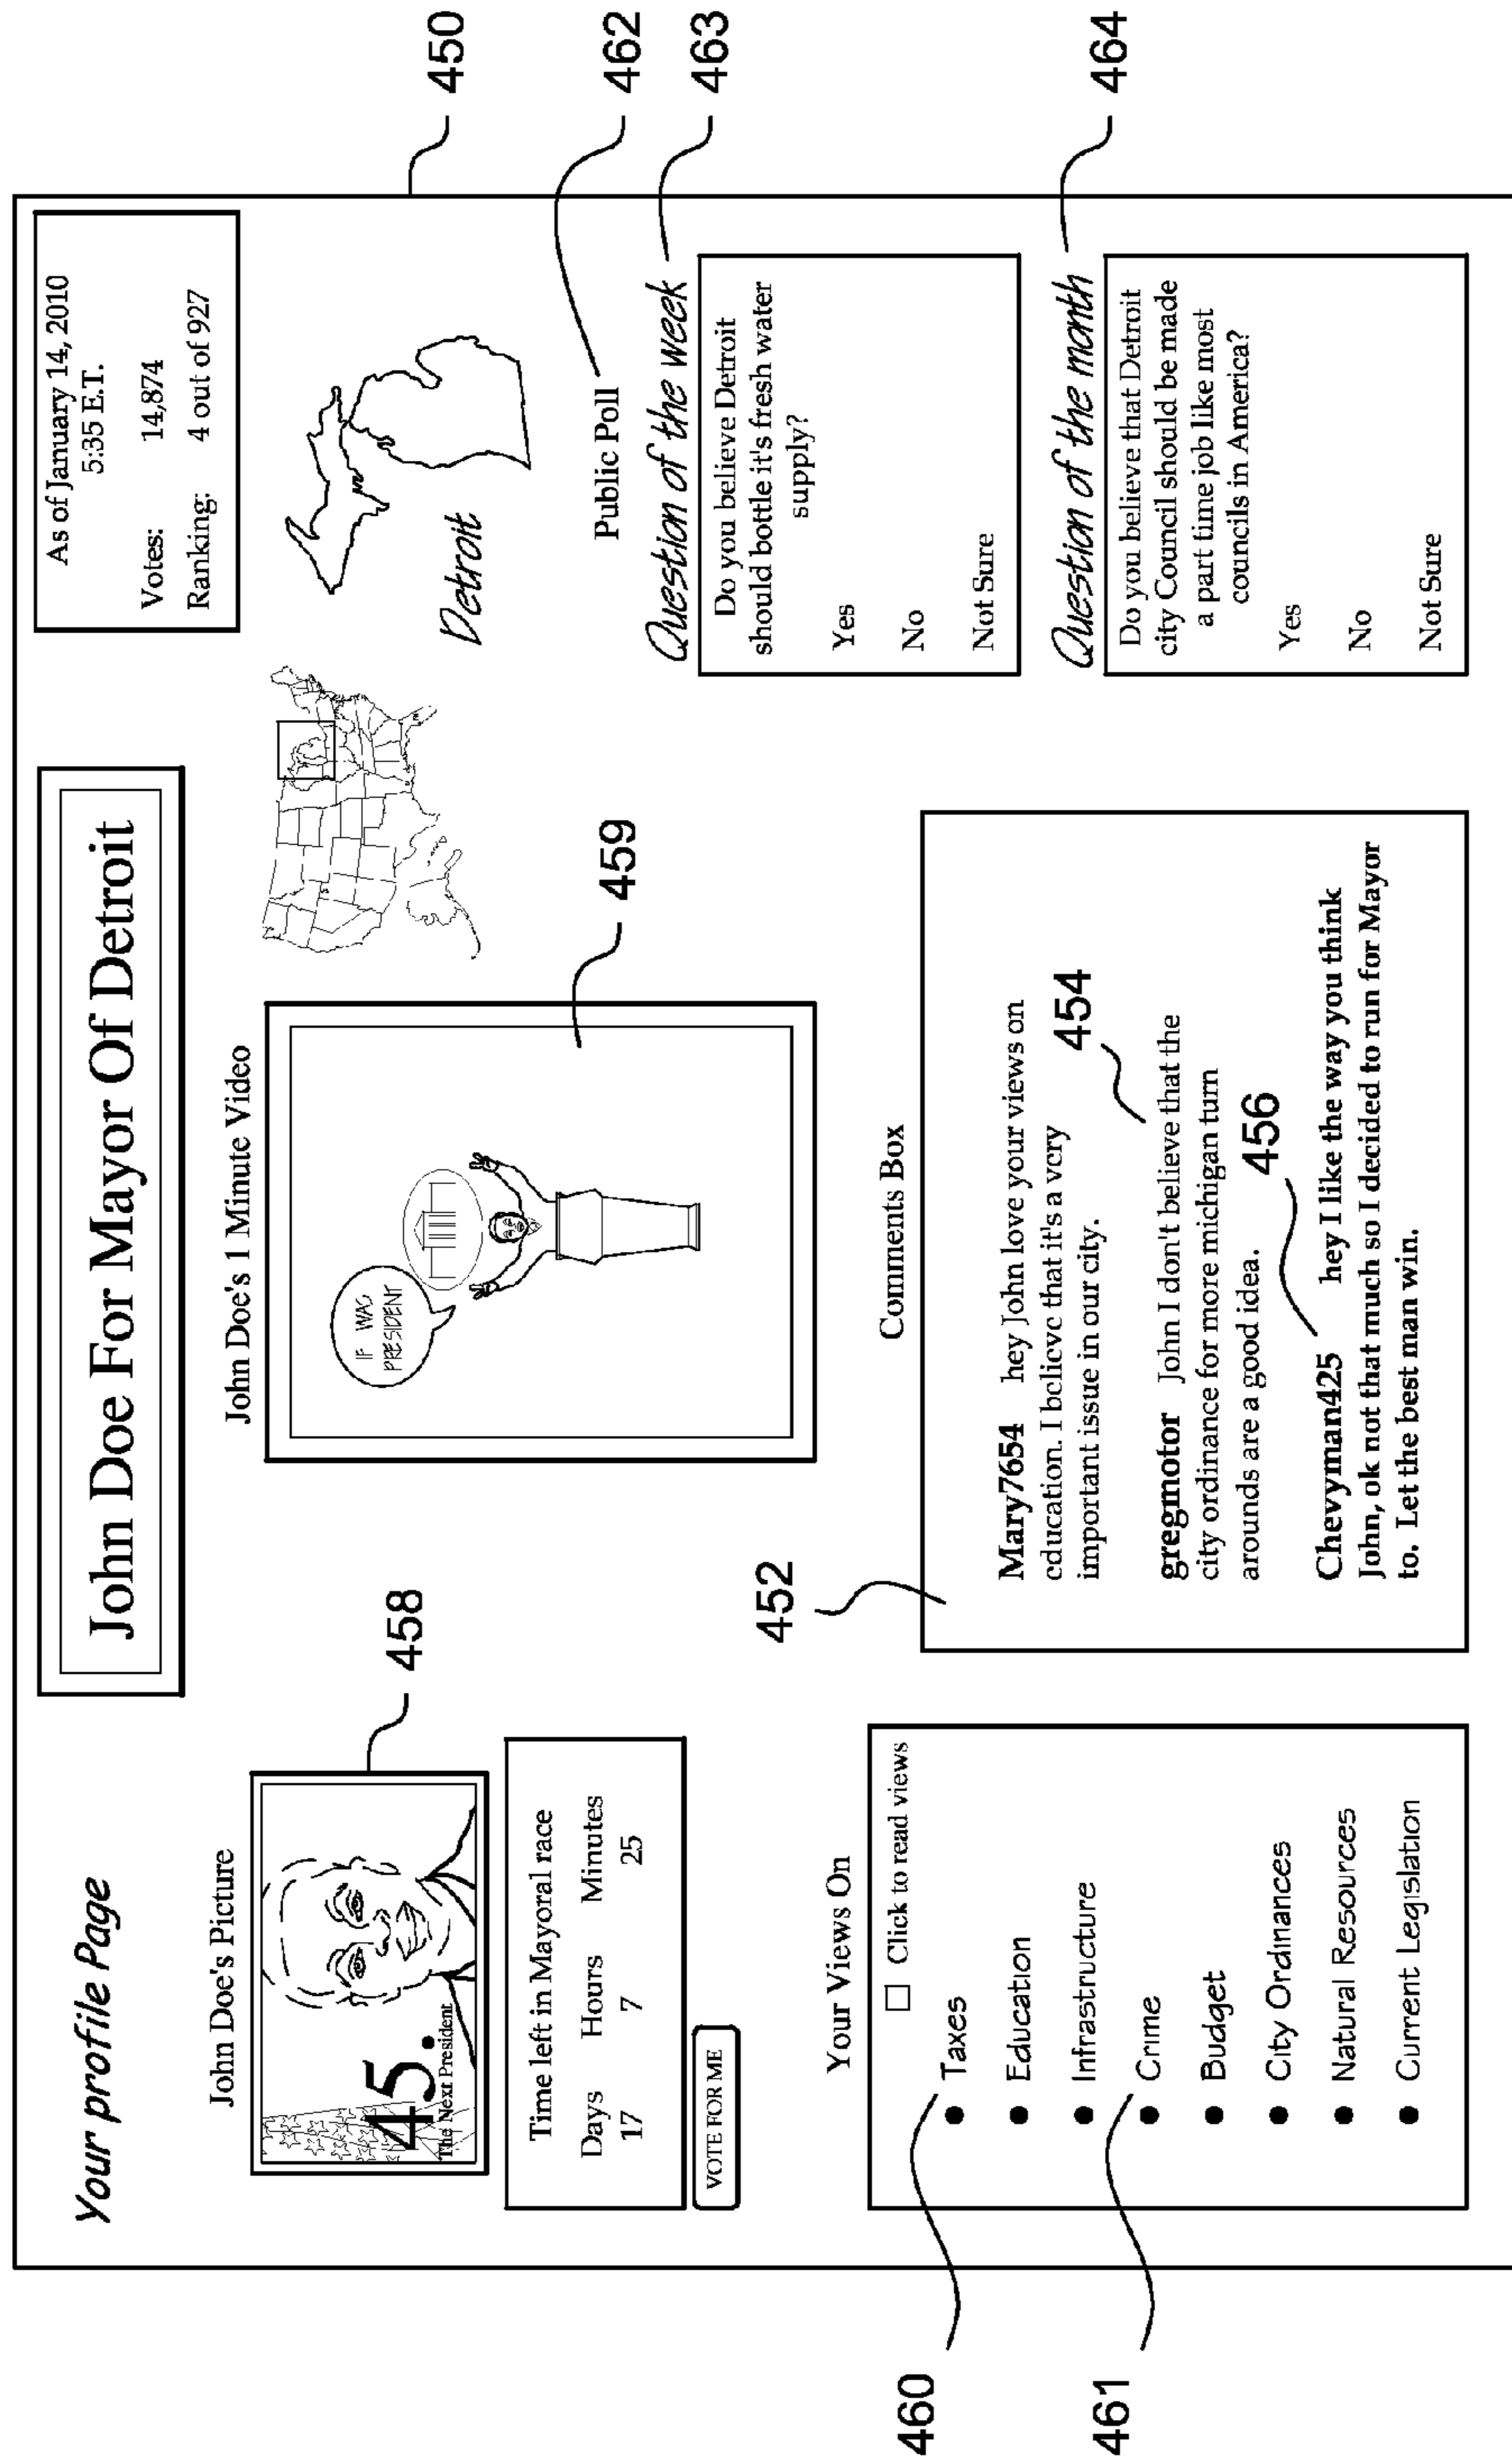 Your profile Page
John Doe For Mayor Of Detroit
As of January 14, 2010
5:35 E.T.
Votes: 14,874
Ranking: 4 out of 927
450
John Doe's Picture
45.
The Next President
458
Time left in Mayoral race
Days Hours Minutes
17 7 25
VOTE FOR ME
John Doe's 1 Minute Video
IF WAS
PRESIDENT
459
Detroit
Public Poll
462
Question of the week
463
Do you believe Detroit
should bottle it's fresh water
supply?
Yes
No
Not Sure
Question of the month
464
Do you believe that Detroit
city Council should be made
a part time job like most
councils in America?
Yes
No
Not Sure
Your Views On
Click to read views
460
• Taxes
• Education
• Infrastructure
461
• Crime
• Budget
• City Ordinances
• Natural Resources
• Current Legislation
452
Comments Box
Mary7654 hey John love your views on
education. I believe that it's a very
important issue in our city.
454
gregmotor John I don't believe that the
city ordinance for more michigan turn
arounds are a good idea.
456
Chevyman425 hey I like the way you think
John, ok not that much so I decided to run for Mayor
to. Let the best man win.